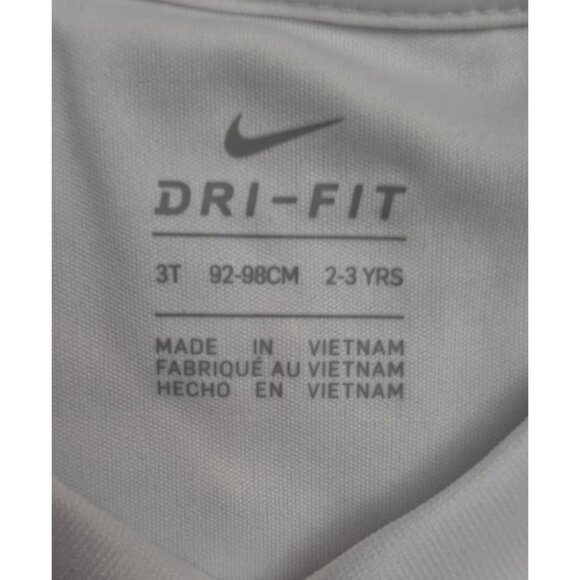 DRI-FIT
3T 92-98CM 2-3 YRS
MADE IN VIETNAM
FABRIQUÉ AU VIETNAM
HECHO EN VIETNAM